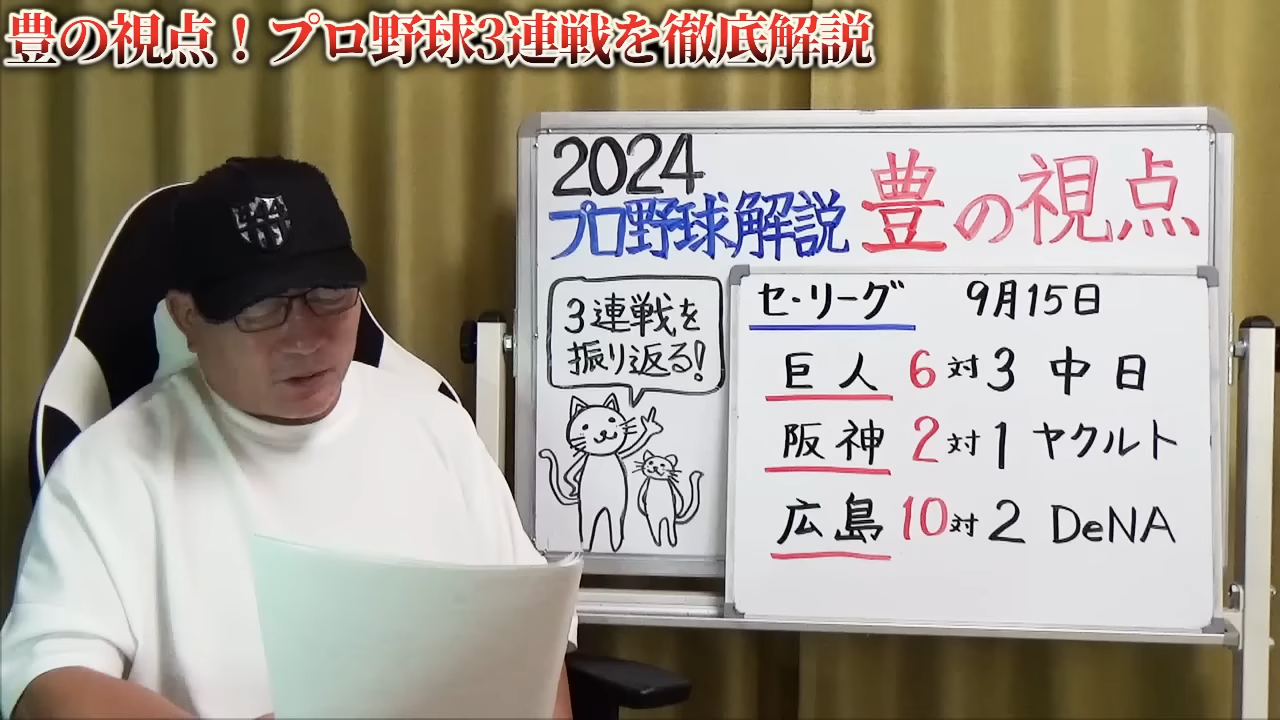 豊の視点！プロ野球3連戦を徹底解説
2024
プロ野球解説 豊の視点
3連戦を
振り返る!
セ・リーグ 9月15日
巨人 6 対 3 中日
阪神 2 対 1 ヤクルト
広島 10 対 2 DeNA